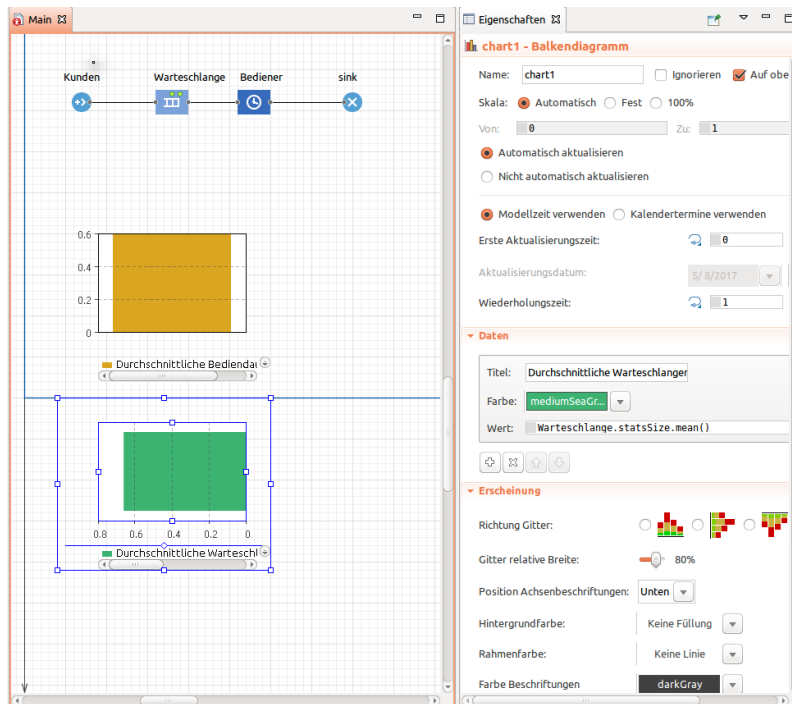 Main
Kunden
Warteschlange
Bediener
sink
0.6
0.4
0.2
0
Durchschnittliche Bediendau
0.8
0.6
0.4
0.2
0
Durchschnittliche Warteschl
Eigenschaften
chart1 - Balkendiagramm
Name: chart1 Ignorieren Auf obe
Skala: Automatisch Fest 100%
Von: 0 Zu: 1
Automatisch aktualisieren
Nicht automatisch aktualisieren
Modellzeit verwenden Kalendertermine verwenden
Erste Aktualisierungszeit: 0
Aktualisierungsdatum: 5/ 8/2017
Wiederholungszeit: 1
Daten
Titel: Durchschnittliche Warteschlangen
Farbe: mediumSeaGr...
Wert: Warteschlange.statsSize.mean()
Erscheinung
Richtung Gitter:
Gitter relative Breite: 80%
Position Achsenbeschriftungen: Unten
Hintergrundfarbe: Keine Füllung
Rahmenfarbe: Keine Linie
Farbe Beschriftungen darkGray